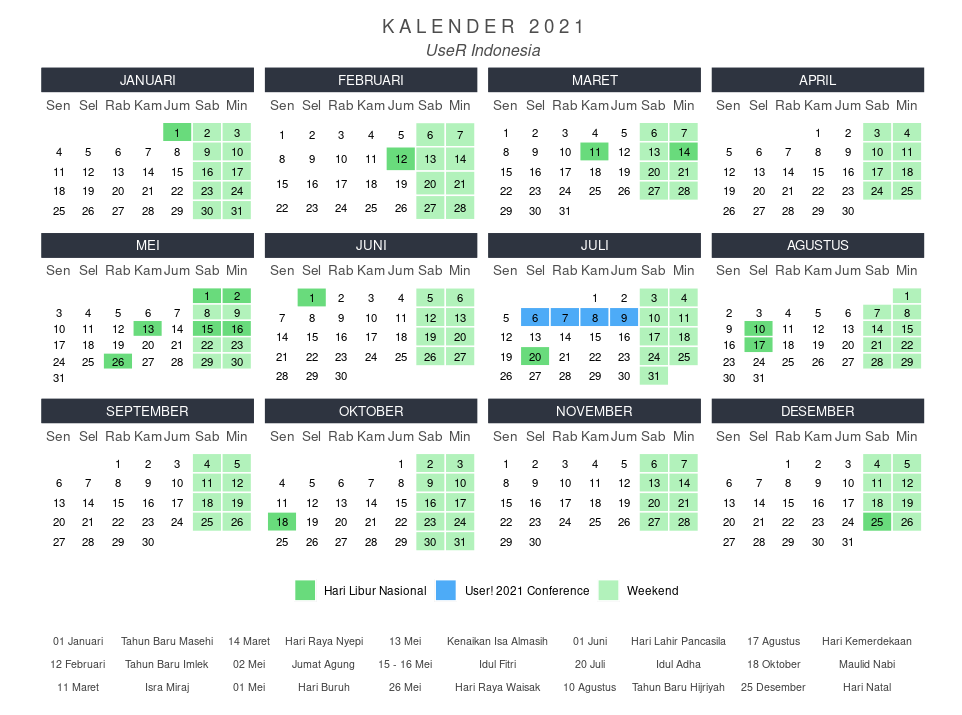 KALENDER 2021
UseR Indonesia
JANUARI FEBRUARI MARET APRIL
Sen Sel Rab Kam Jum Sab Min Sen Sel Rab Kam Jum Sab Min Sen Sel Rab Kam Jum Sab Min Sen Sel Rab Kam Jum Sab Min
1 2 3 1 2 3 4 5 6 7 1 2 3 4 5 6 7 1 2 3 4
4 5 6 7 8 9 10 8 9 10 11 12 13 14 8 9 10 11 12 13 14 5 6 7 8 9 10 11
11 12 13 14 15 16 17 15 16 17 18 19 20 21 15 16 17 18 19 20 21 12 13 14 15 16 17 18
18 19 20 21 22 23 24 22 23 24 25 26 27 28 22 23 24 25 26 27 28 19 20 21 22 23 24 25
25 26 27 28 29 30 31 29 30 31 26 27 28 29 30
MEI JUNI JULI AGUSTUS
Sen Sel Rab Kam Jum Sab Min Sen Sel Rab Kam Jum Sab Min Sen Sel Rab Kam Jum Sab Min Sen Sel Rab Kam Jum Sab Min
1 2 1 2 3 4 5 6 1 2 3 4 1
3 4 5 6 7 8 9 7 8 9 10 11 12 13 5 6 7 8 9 10 11 2 3 4 5 6 7 8
10 11 12 13 14 15 16 14 15 16 17 18 19 20 12 13 14 15 16 17 18 9 10 11 12 13 14 15
17 18 19 20 21 22 23 21 22 23 24 25 26 27 19 20 21 22 23 24 25 16 17 18 19 20 21 22
24 25 26 27 28 29 30 28 29 30 26 27 28 29 30 31 23 24 25 26 27 28 29
31 30 31
SEPTEMBER OKTOBER NOVEMBER DESEMBER
Sen Sel Rab Kam Jum Sab Min Sen Sel Rab Kam Jum Sab Min Sen Sel Rab Kam Jum Sab Min Sen Sel Rab Kam Jum Sab Min
1 2 3 4 5 1 2 3 1 2 3 4 5 6 7 1 2 3 4 5
6 7 8 9 10 11 12 4 5 6 7 8 9 10 8 9 10 11 12 13 14 6 7 8 9 10 11 12
13 14 15 16 17 18 19 11 12 13 14 15 16 17 15 16 17 18 19 20 21 13 14 15 16 17 18 19
20 21 22 23 24 25 26 18 19 20 21 22 23 24 22 23 24 25 26 27 28 20 21 22 23 24 25 26
27 28 29 30 25 26 27 28 29 30 31 29 30 27 28 29 30 31
Hari Libur Nasional User! 2021 Conference Weekend
01 Januari Tahun Baru Masehi 14 Maret Hari Raya Nyepi 13 Mei Kenaikan Isa Almasih 01 Juni Hari Lahir Pancasila 17 Agustus Hari Kemerdekaan
12 Februari Tahun Baru Imlek 02 Mei Jumat Agung 15 - 16 Mei Idul Fitri 20 Juli Idul Adha 18 Oktober Maulid Nabi
11 Maret Isra Miraj 01 Mei Hari Buruh 26 Mei Hari Raya Waisak 10 Agustus Tahun Baru Hijriyah 25 Desember Hari Natal